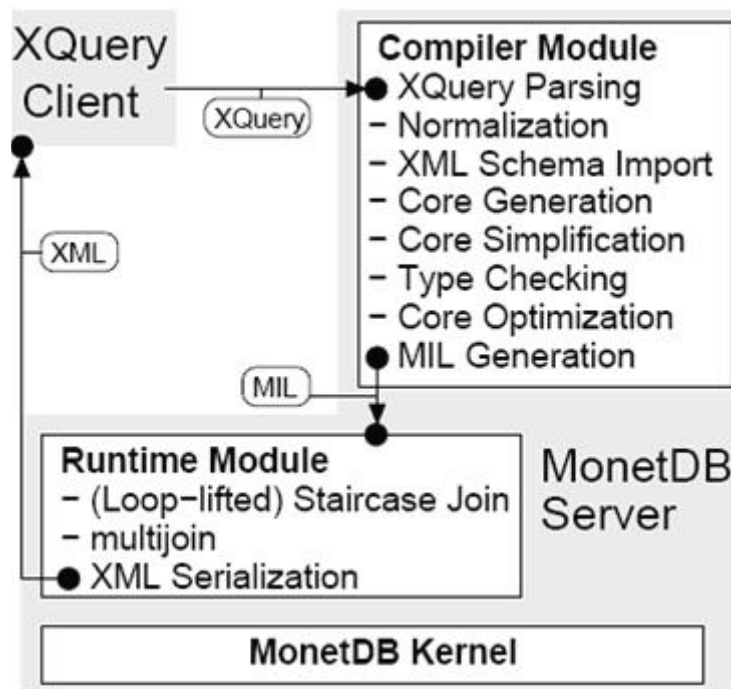 XQuery
Client
XQuery
XML
Compiler Module
XQuery Parsing
− Normalization
− XML Schema Import
− Core Generation
− Core Simplification
− Type Checking
− Core Optimization
MIL Generation
MIL
Runtime Module
− (Loop−lifted) Staircase Join
− multijoin
XML Serialization
MonetDB
Server
MonetDB Kernel